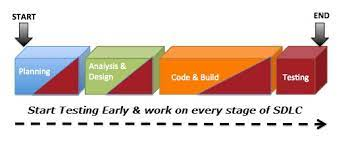 START
END
Planning
Analysis &
Design
Code & Build
Testing
Start Testing Early & work on every stage of SDLC